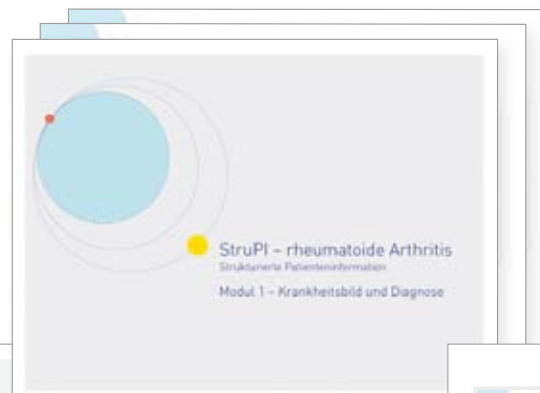 StruPI – rheumatoide Arthritis
Strukturierte Patienteninformation
Modul 1 – Krankheitsbild und Diagnose